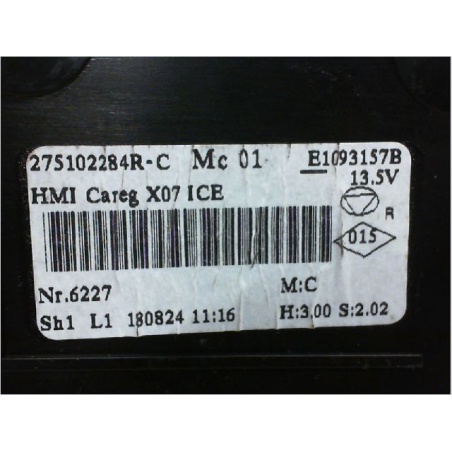 275102284R-C Mc 01 E1093157B
13.5V
HMI Careg X07 ICE
R
015
Nr.6227 M:C
Sh1 L1 180824 11:16 H:3,00 S:2.02